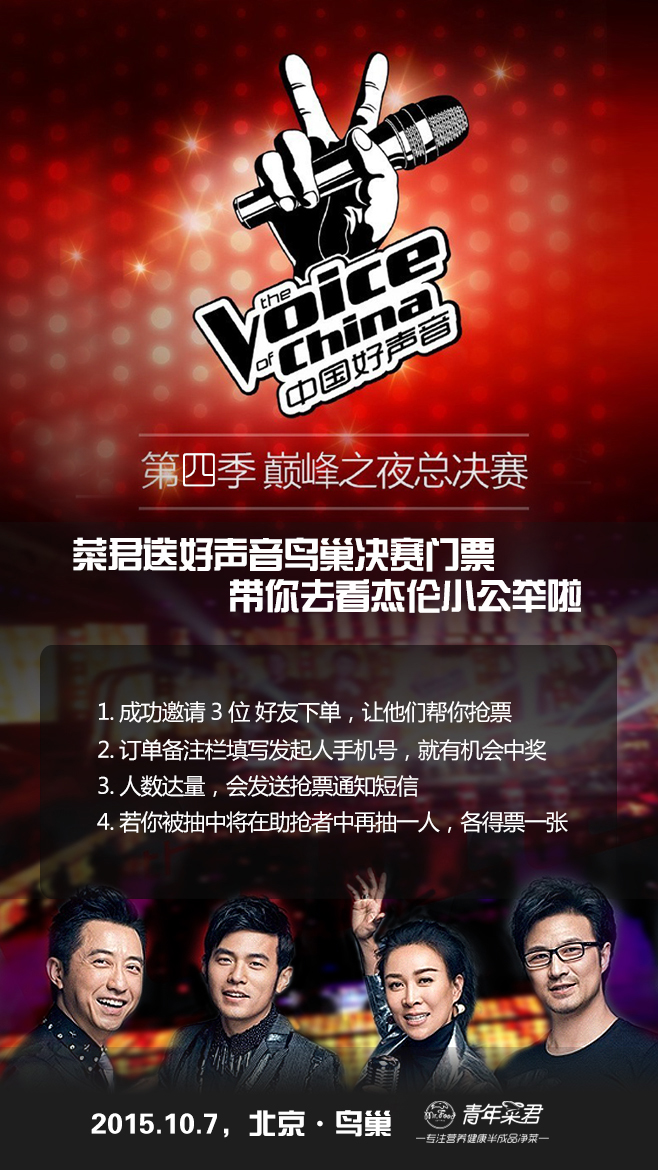 the
Voice
of China
中国好声音
第四季 巅峰之夜总决赛
菜君送好声音鸟巢决赛门票
带你去看杰伦小公举啦
1. 成功邀请 3 位 好友下单，让他们帮你抢票
2. 订单备注栏填写发起人手机号，就有机会中奖
3. 人数达量，会发送抢票通知短信
4. 若你被抽中将在助抢者中再抽一人，各得票一张
2015.10.7，北京·鸟巢
Mr.Food
青年菜君
专注营养健康半成品净菜